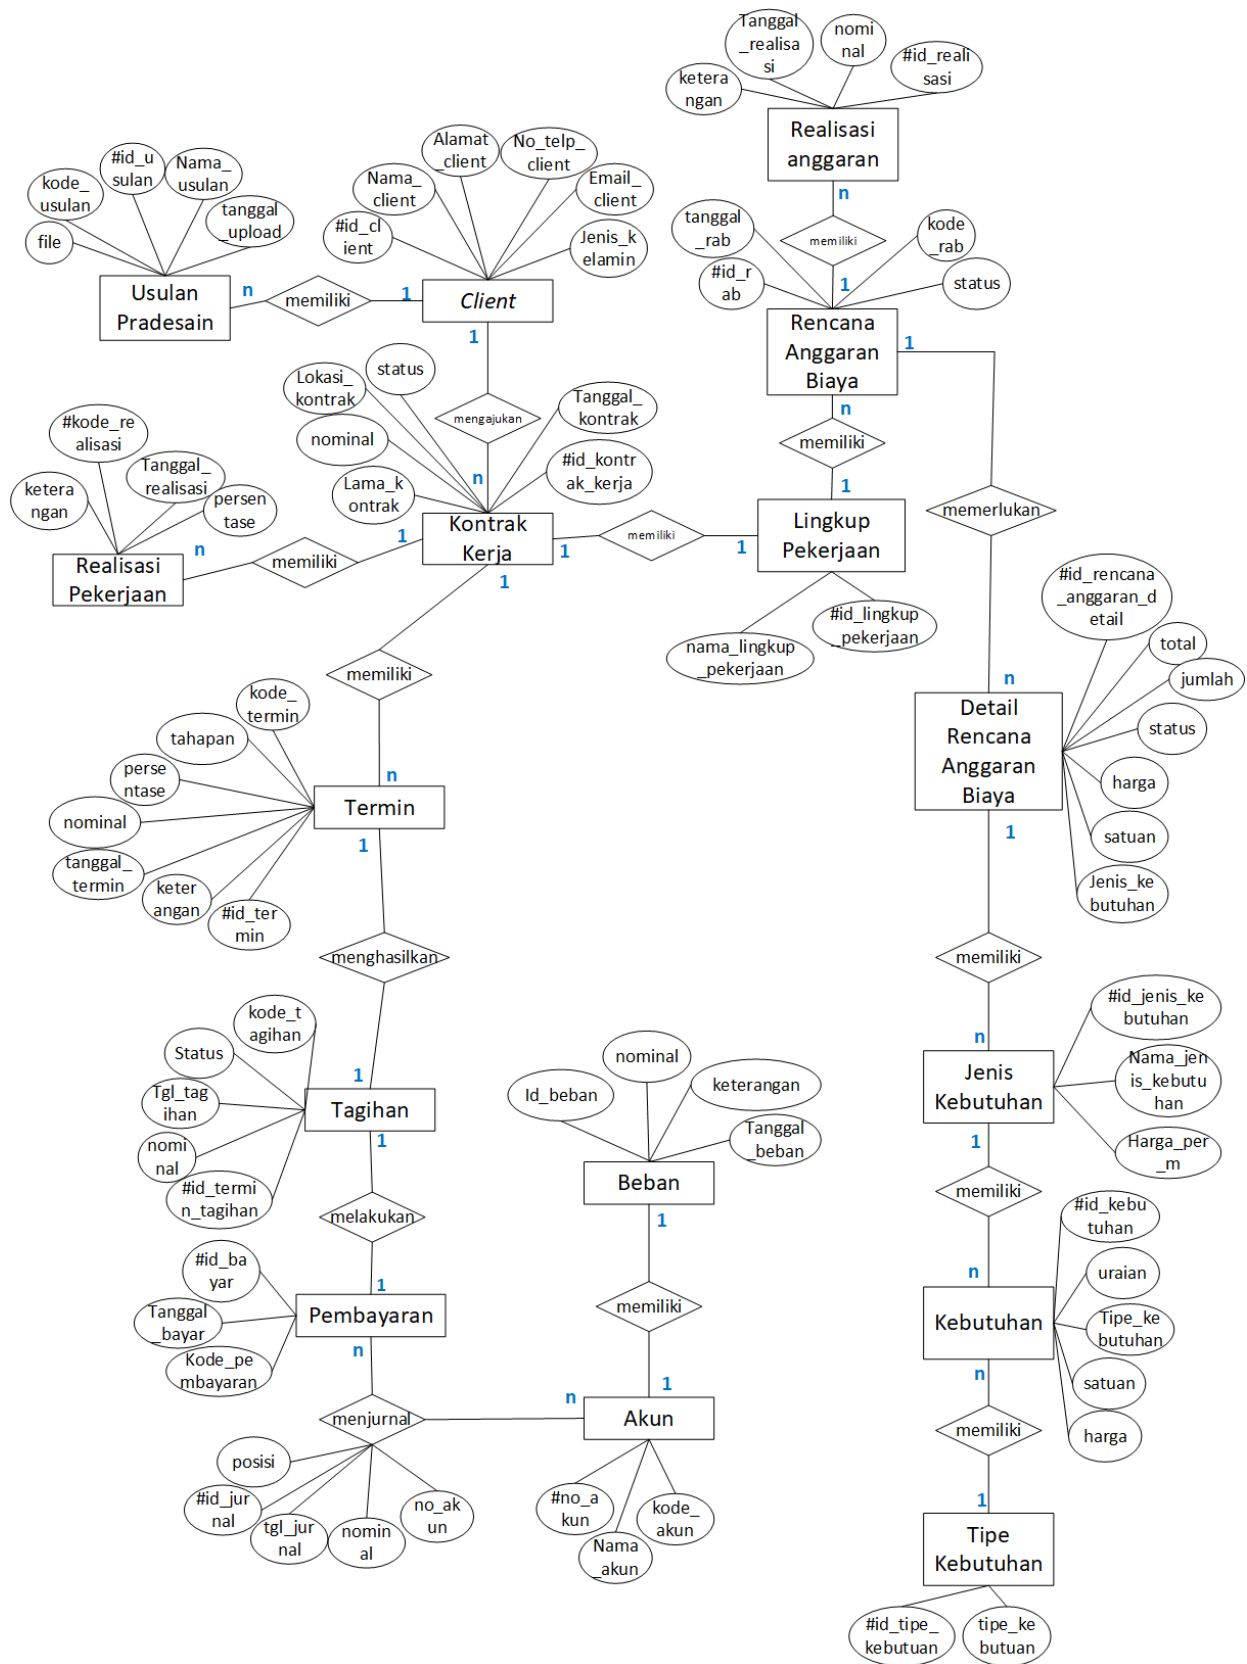 Tanggal
_realisa
si
nomi
nal
#id_reali
sasi
ketera
ngan
Realisasi
anggaran
n
memiliki
1
tanggal
_rab
kode
_rab
#id_r
ab
status
Rencana
Anggaran
Biaya
1
n
memiliki
1
#id_u
sulan
Nama_
usulan
kode_
usulan
tanggal
_upload
file
Usulan
Pradesain
n
memiliki
1
Alamat
_client
No_telp_
client
Nama_
client
Email_
client
#id_cl
ient
Jenis_k
elamin
Client
1
mengajukan
n
status
Lokasi_
kontrak
Tanggal_
kontrak
nominal
#id_kontr
ak_kerja
Lama_k
ontrak
Kontrak
Kerja
1
1
1
memiliki
1
Lingkup
Pekerjaan
#id_lingkup
_pekerjaan
nama_lingkup
_pekerjaan
#kode_re
alisasi
Tanggal_
realisasi
ketera
ngan
persen
tase
Realisasi
Pekerjaan
n
memiliki
memerlukan
n
#id_rencana
_anggaran_d
etail
total
jumlah
status
harga
satuan
Jenis_ke
butuhan
Detail
Rencana
Anggaran
Biaya
1
memiliki
n
memiliki
n
kode_
termin
tahapan
perse
ntase
nominal
tanggal_
termin
keter
angan
#id_ter
min
Termin
1
menghasilkan
1
kode_t
agihan
Status
Tgl_tag
ihan
nomi
nal
#id_termi
n_tagihan
Tagihan
1
melakukan
1
#id_ba
yar
Tanggal
_bayar
Kode_pe
mbayaran
Pembayaran
n
menjurnal
n
posisi
#id_jur
nal
tgl_jur
nal
nomin
al
no_ak
un
nominal
Id_beban
keterangan
Tanggal
_beban
Beban
1
memiliki
1
Akun
#no_a
kun
Nama
_akun
kode_
akun
Jenis
Kebutuhan
#id_jenis_ke
butuhan
Nama_jen
is_kebutu
han
Harga_per
_m
1
memiliki
n
#id_kebu
tuhan
uraian
Tipe_ke
butuhan
satuan
harga
Kebutuhan
n
memiliki
1
Tipe
Kebutuhan
#id_tipe_
kebutuan
tipe_ke
butuan